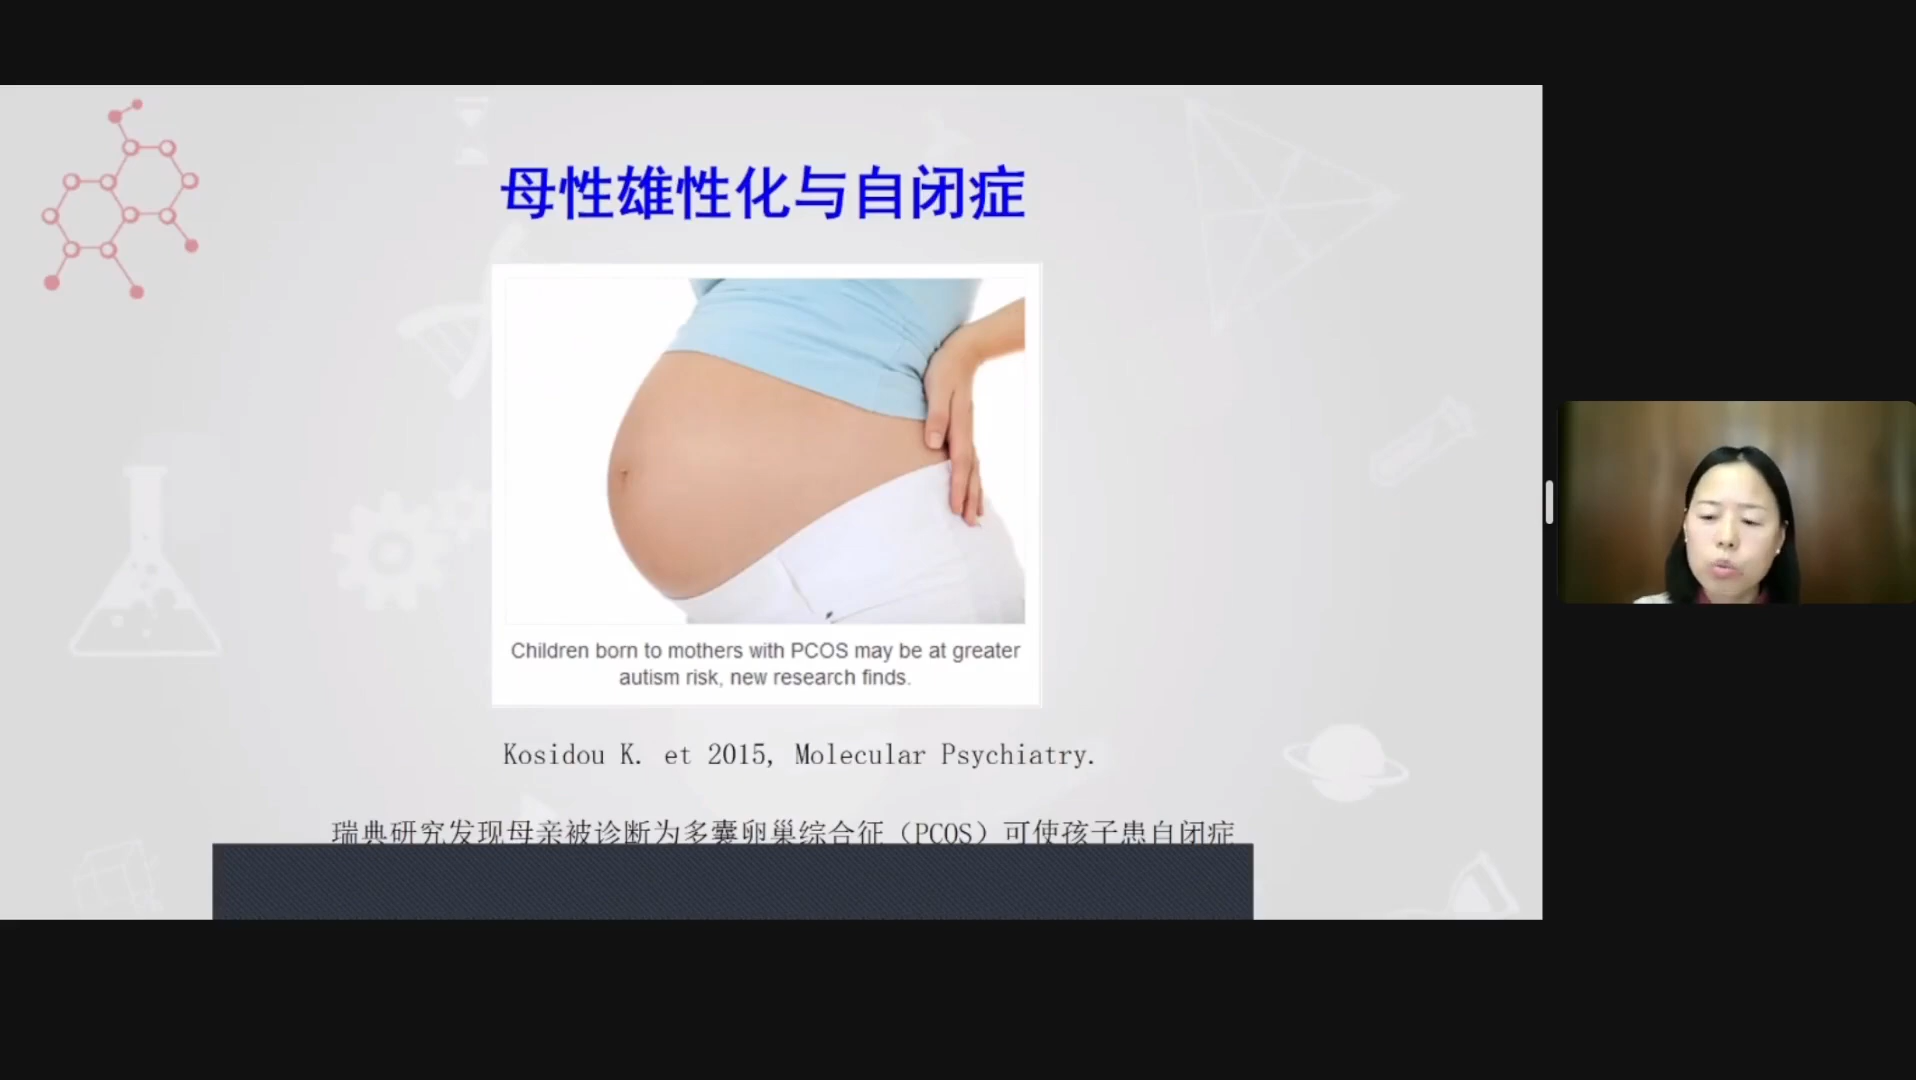 母性雄性化与自闭症
Children born to mothers with PCOS may be at greater
autism risk, new research finds.
Kosidou K. et 2015, Molecular Psychiatry.
瑞典研究发现母亲被诊断为多囊卵巢综合征（PCOS）可使孩子患自闭症